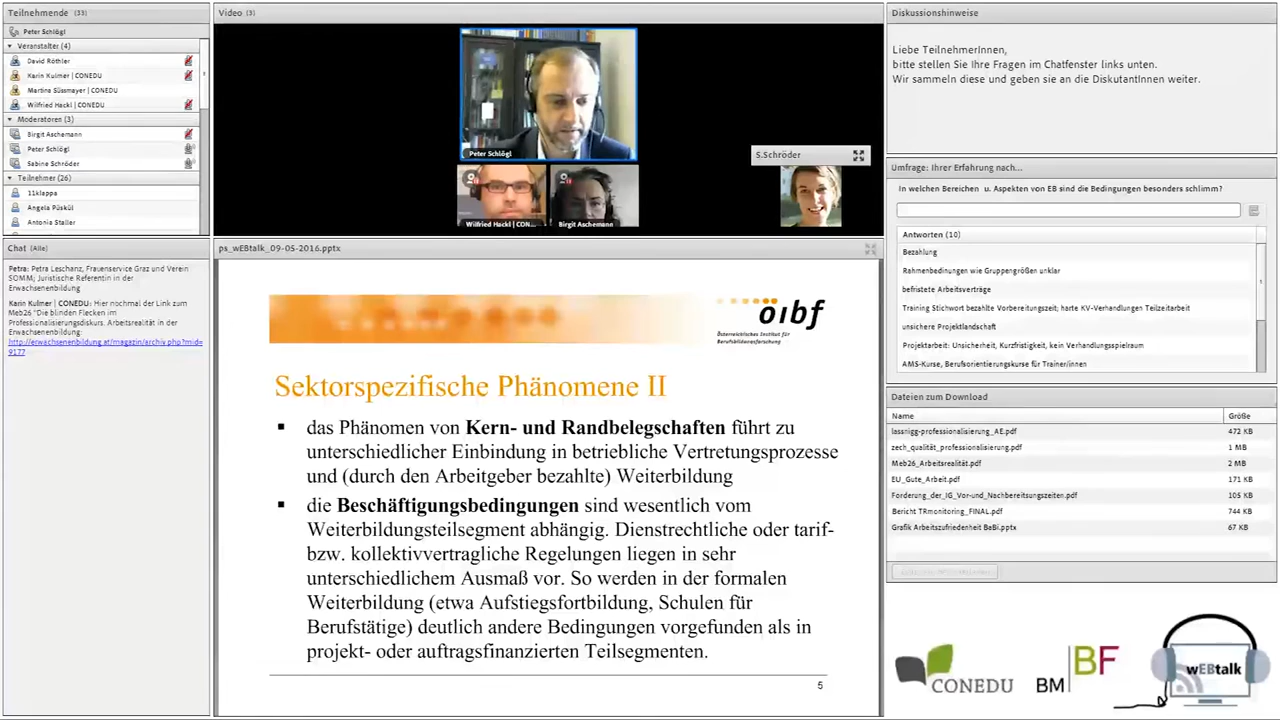 Teilnehmende (33)
Peter Schlögl
Veranstalter (4)
David Röthler
Karin Kulmer | CONEDU
Martina Süssmayer | CONEDU
Wilfried Hackl | CONEDU
Moderatoren (3)
Birgit Aschemann
Peter Schlögl
Sabine Schröder
Teilnehmer (26)
11klappa
Angela Püskül
Antonia Staller
Chat (Alle)
Petra: Petra Leschanz, Frauenservice Graz und Verein
SOMM; Juristische Referentin in der
Erwachsenenbildung
Karin Kulmer | CONEDU: Hier nochmal der Link zum
Meb26 "Die blinden Flecken im
Professionalisierungsdiskurs. Arbeitsrealität in der
Erwachsenenbildung:
http://erwachsenenbildung.at/magazin/archiv.php?mid=
9177
Video (3)
Peter Schlögl
Wilfried Hackl | CON...
Birgit Aschemann
S.Schröder
ps_wEBtalk_09-05-2016.pptx
oibf
Österreichisches Institut für
Berufsbildungsforschung
Sektorspezifische Phänomene II
▪ das Phänomen von Kern- und Randbelegschaften führt zu
unterschiedlicher Einbindung in betriebliche Vertretungsprozesse
und (durch den Arbeitgeber bezahlte) Weiterbildung
▪ die Beschäftigungsbedingungen sind wesentlich vom
Weiterbildungsteilsegment abhängig. Dienstrechtliche oder tarif-
bzw. kollektivvertragliche Regelungen liegen in sehr
unterschiedlichem Ausmaß vor. So werden in der formalen
Weiterbildung (etwa Aufstiegsfortbildung, Schulen für
Berufstätige) deutlich andere Bedingungen vorgefunden als in
projekt- oder auftragsfinanzierten Teilsegmenten.
5
Diskussionshinweise
Liebe TeilnehmerInnen,
bitte stellen Sie Ihre Fragen im Chatfenster links unten.
Wir sammeln diese und geben sie an die DiskutantInnen weiter.
Umfrage: Ihrer Erfahrung nach...
In welchen Bereichen u. Aspekten von EB sind die Bedingungen besonders schlimm?
Antworten (10)
Bezahlung
Rahmenbedingungen wie Gruppengrößen unklar
befristete Arbeitsverträge
Training Stichwort bezahlte Vorbereitungszeit; harte KV-Verhandlungen Teilzeitarbeit
unsichere Projektlandschaft
Projektarbeit: Unsicherheit, Kurzfristigkeit, kein Verhandlungsspielraum
AMS-Kurse, Berufsorientierungskurse für Trainer/innen
Dateien zum Download
Name Größe
lassnigg-professionalisierung_AE.pdf 472 KB
zech_qualität_professionalisierung.pdf 1 MB
Meb26_Arbeitsrealität.pdf 2 MB
EU_Gute_Arbeit.pdf 171 KB
Forderung_der_IG_Vor-und_Nachbereitungszeiten.pdf 105 KB
Bericht TRmonitoring_FINAL.pdf 744 KB
Grafik Arbeitszufriedenheit BaBi.pptx 67 KB
CONEDU
BM BF
wEBtalk